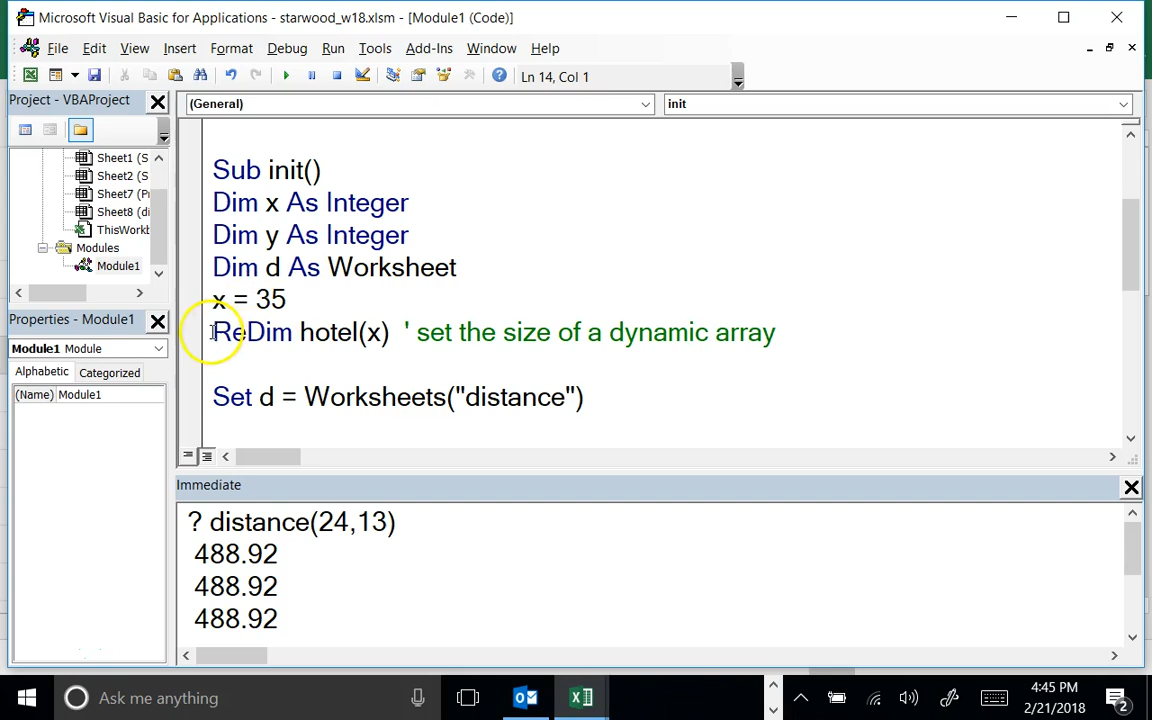 Microsoft Visual Basic for Applications - starwood_w18.xlsm - [Module1 (Code)]
File Edit View Insert Format Debug Run Tools Add-Ins Window Help
Ln 14, Col 1
Project - VBAProject
(General) init
Sheet1 (S
Sheet2 (S
Sheet7 (P
Sheet8 (di
ThisWorkb
Modules
Module1
Sub init()
Dim x As Integer
Dim y As Integer
Dim d As Worksheet
x = 35
ReDim hotel(x) ' set the size of a dynamic array
Set d = Worksheets("distance")
Properties - Module1
Module1 Module
Alphabetic Categorized
(Name) Module1
Immediate
? distance(24,13)
488.92
488.92
488.92
Ask me anything
4:45 PM
2/21/2018
2